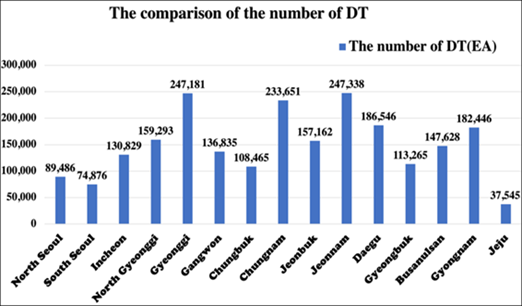 The comparison of the number of DT
The number of DT(EA)
300,000
250,000
200,000
150,000
100,000
50,000
0
89,486
74,876
130,829
159,293
247,181
136,835
108,465
233,651
157,162
247,338
186,546
113,265
147,628
182,446
37,545
North Seoul
South Seoul
Incheon
North Gyeonggi
Gyeonggi
Gangwon
Chungbuk
Chungnam
Jeonbuk
Jeonnam
Daegu
Gyeongbuk
Busanulsan
Gyongnam
Jeju